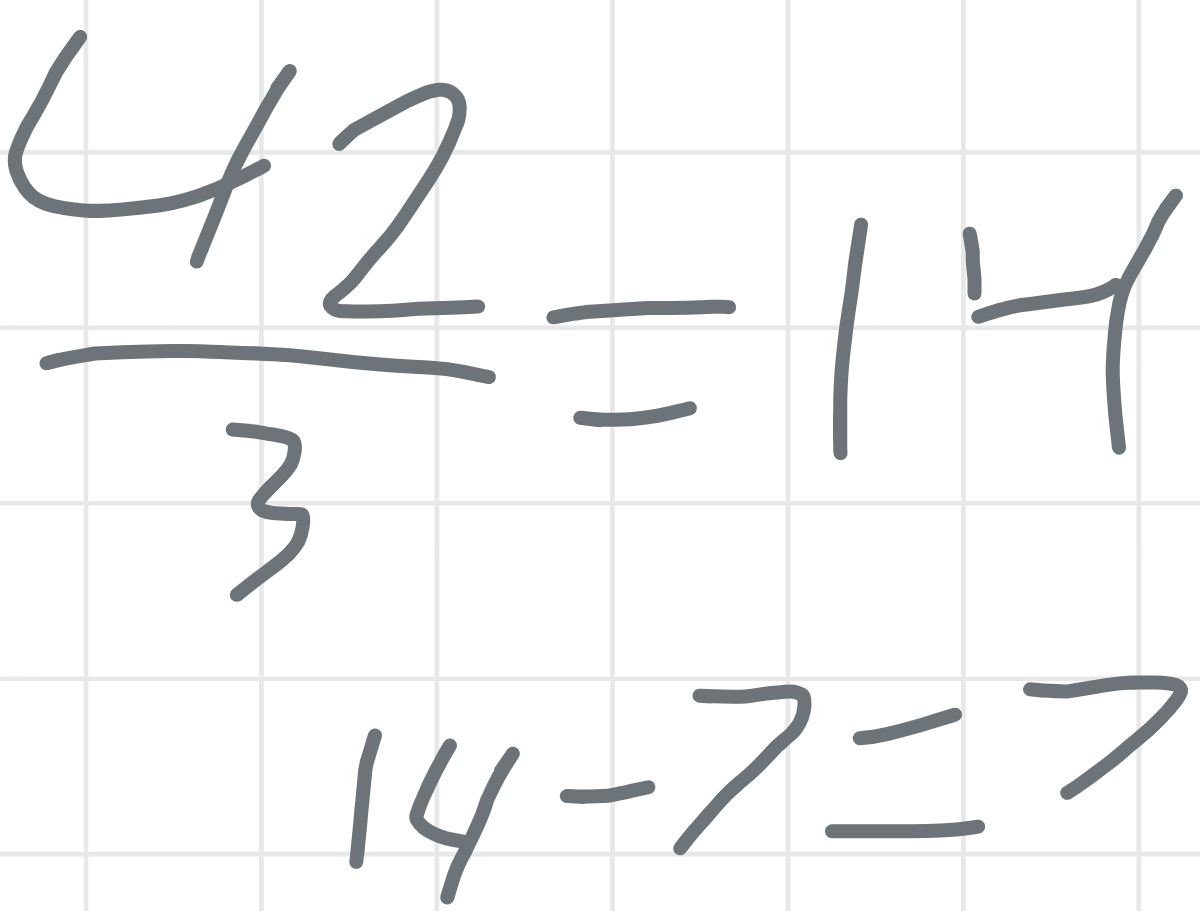 42/3 = 14
14 - 7 = 7